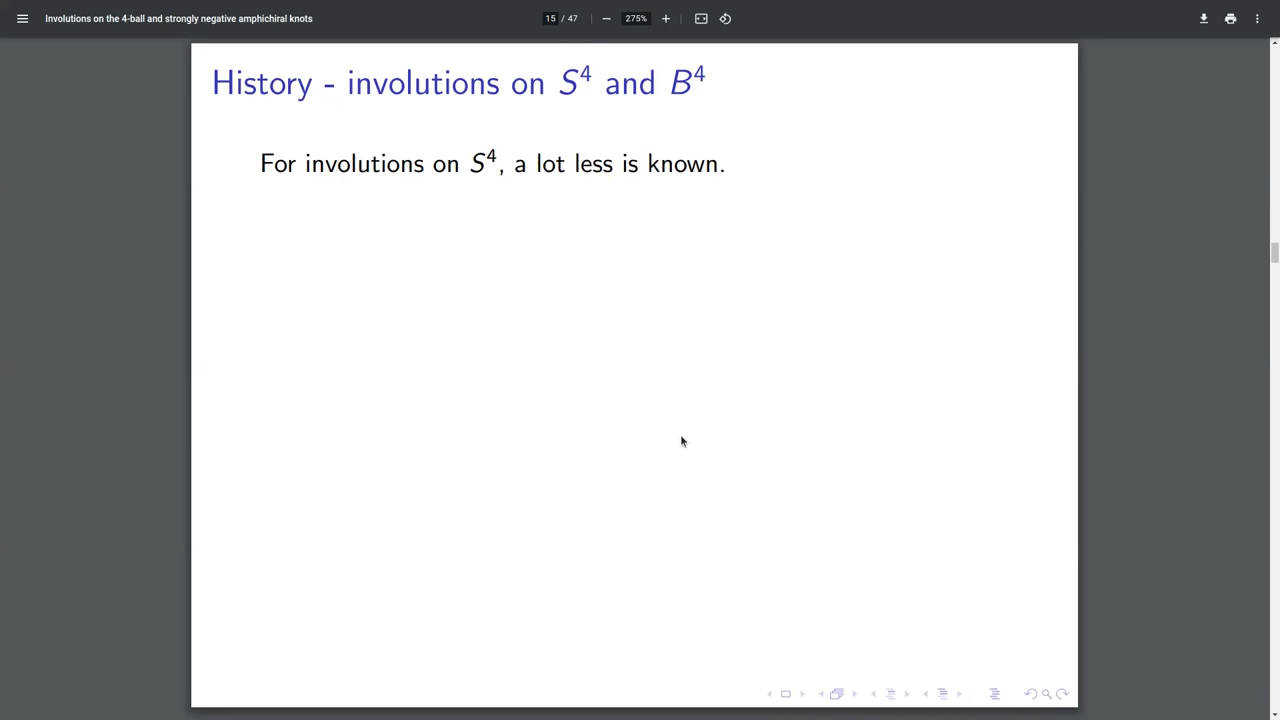 Involutions on the 4-ball and strongly negative amphichiral knots
15 / 47
275%
History - involutions on S⁴ and B⁴
For involutions on S⁴, a lot less is known.